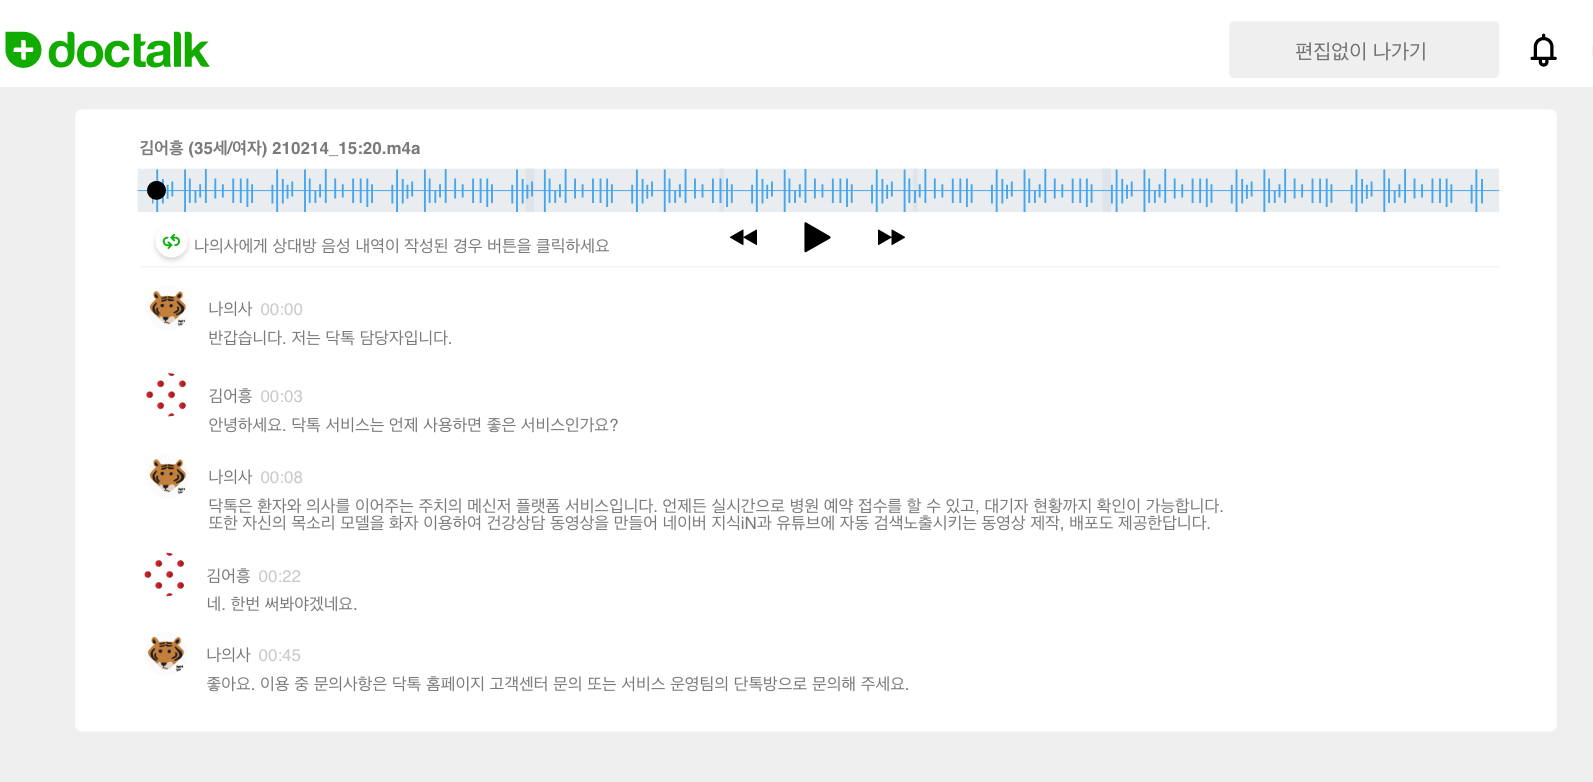 doctalk
편집없이 나가기
김어흥 (35세/여자) 210214_15:20.m4a
나의사에게 상대방 음성 내역이 작성된 경우 버튼을 클릭하세요
나의사 00:00
반갑습니다. 저는 닥톡 담당자입니다.
김어흥 00:03
안녕하세요. 닥톡 서비스는 언제 사용하면 좋은 서비스인가요?
나의사 00:08
닥톡은 환자와 의사를 이어주는 주치의 메신저 플랫폼 서비스입니다. 언제든 실시간으로 병원 예약 접수를 할 수 있고, 대기자 현황까지 확인이 가능합니다.
또한 자신의 목소리 모델을 화자 이용하여 건강상담 동영상을 만들어 네이버 지식iN과 유튜브에 자동 검색노출시키는 동영상 제작, 배포도 제공한답니다.
김어흥 00:22
네. 한번 써봐야겠네요.
나의사 00:45
좋아요. 이용 중 문의사항은 닥톡 홈페이지 고객센터 문의 또는 서비스 운영팀의 단톡방으로 문의해 주세요.